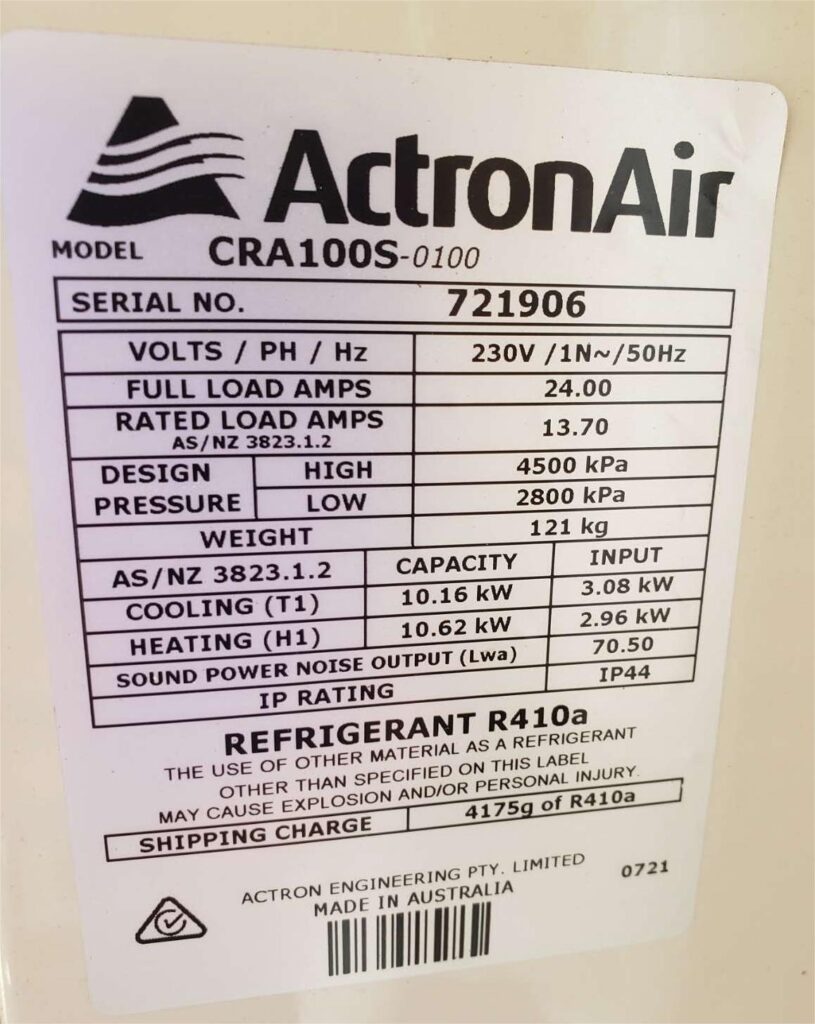 ActronAir
MODEL CRA100S-0100
SERIAL NO. 721906
VOLTS / PH / Hz 230V /1N~/50Hz
FULL LOAD AMPS 24.00
RATED LOAD AMPS
AS/NZ 3823.1.2 13.70
DESIGN PRESSURE HIGH 4500 kPa
LOW 2800 kPa
WEIGHT 121 kg
AS/NZ 3823.1.2 CAPACITY INPUT
COOLING (T1) 10.16 kW 3.08 kW
HEATING (H1) 10.62 kW 2.96 kW
SOUND POWER NOISE OUTPUT (Lwa) 70.50
IP RATING IP44
REFRIGERANT R410a
THE USE OF OTHER MATERIAL AS A REFRIGERANT
OTHER THAN SPECIFIED ON THIS LABEL
MAY CAUSE EXPLOSION AND/OR PERSONAL INJURY.
SHIPPING CHARGE 4175g of R410a
ACTRON ENGINEERING PTY. LIMITED 0721
MADE IN AUSTRALIA